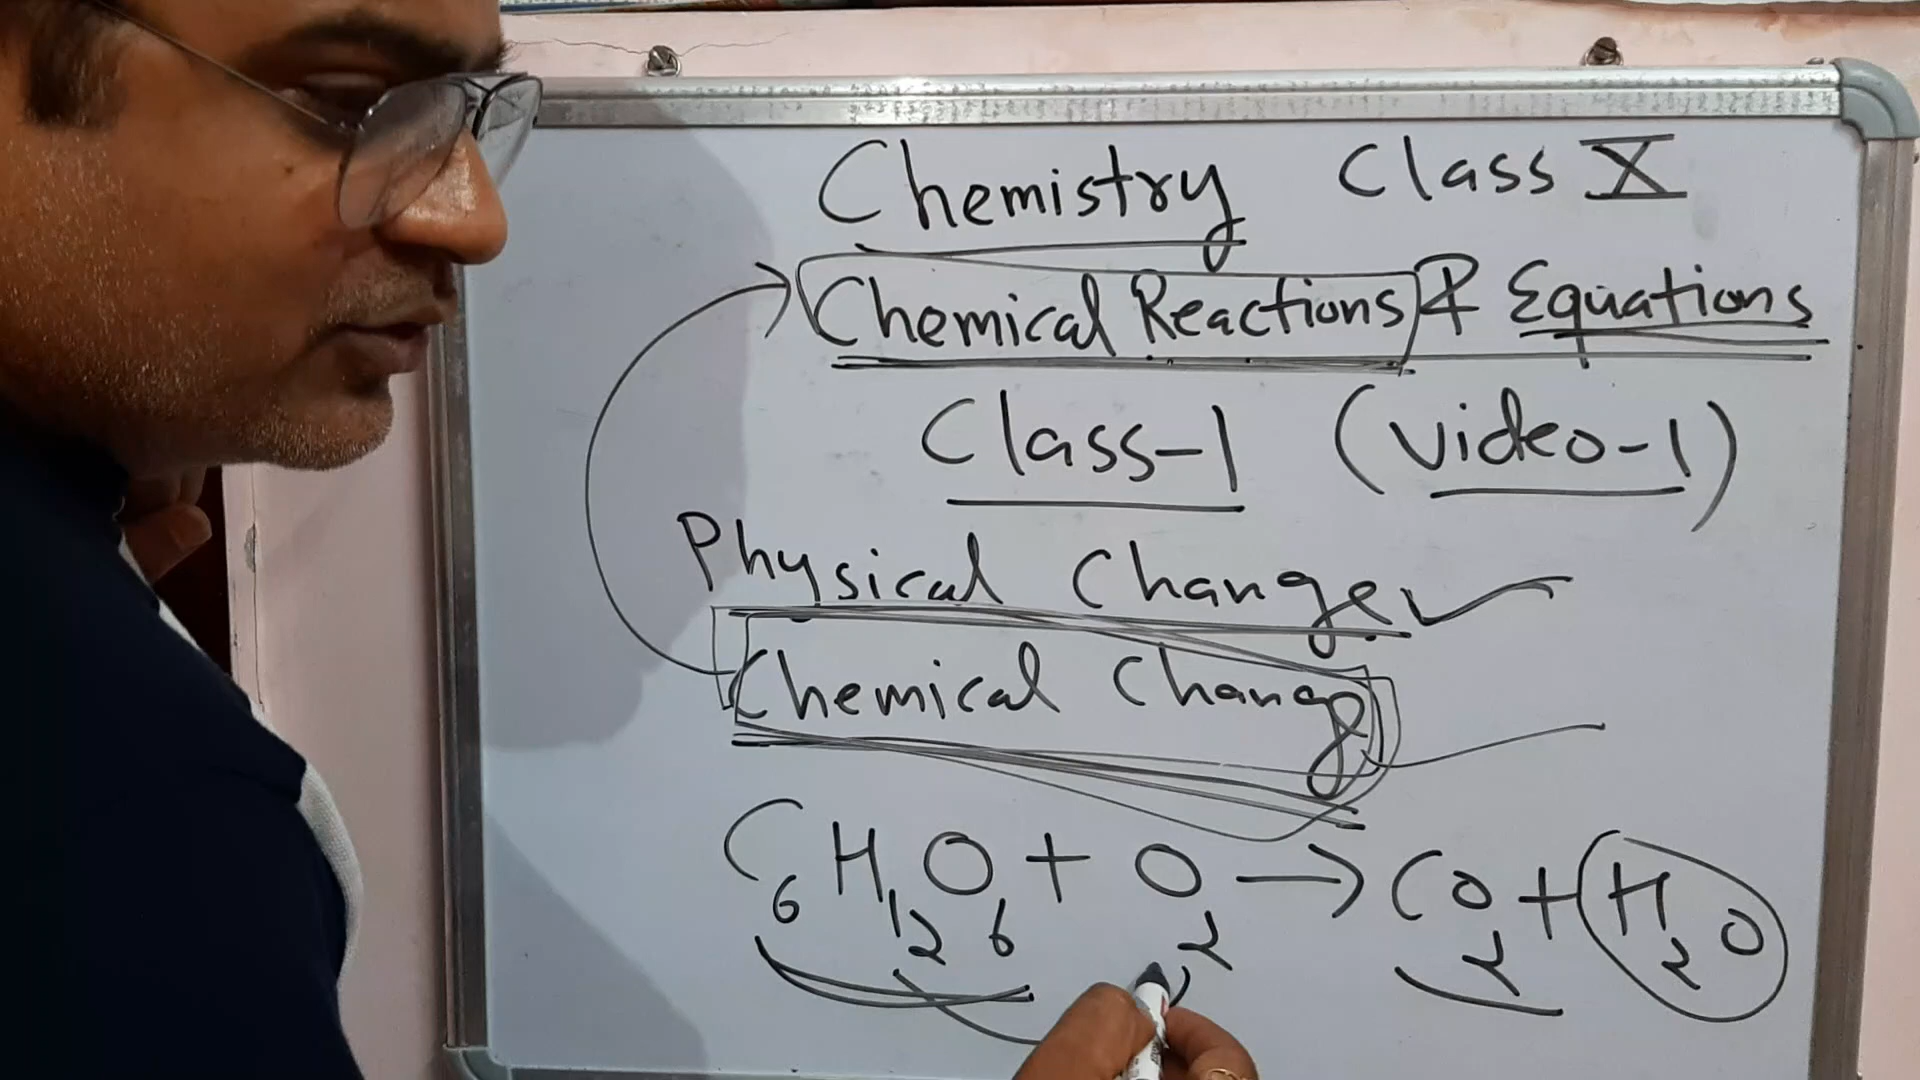 Chemistry Class X
Chemical Reactions & Equations
Class-1 (Video-1)
Physical Change
Chemical Change
C6H12O6 + O2 → CO2 + H2O